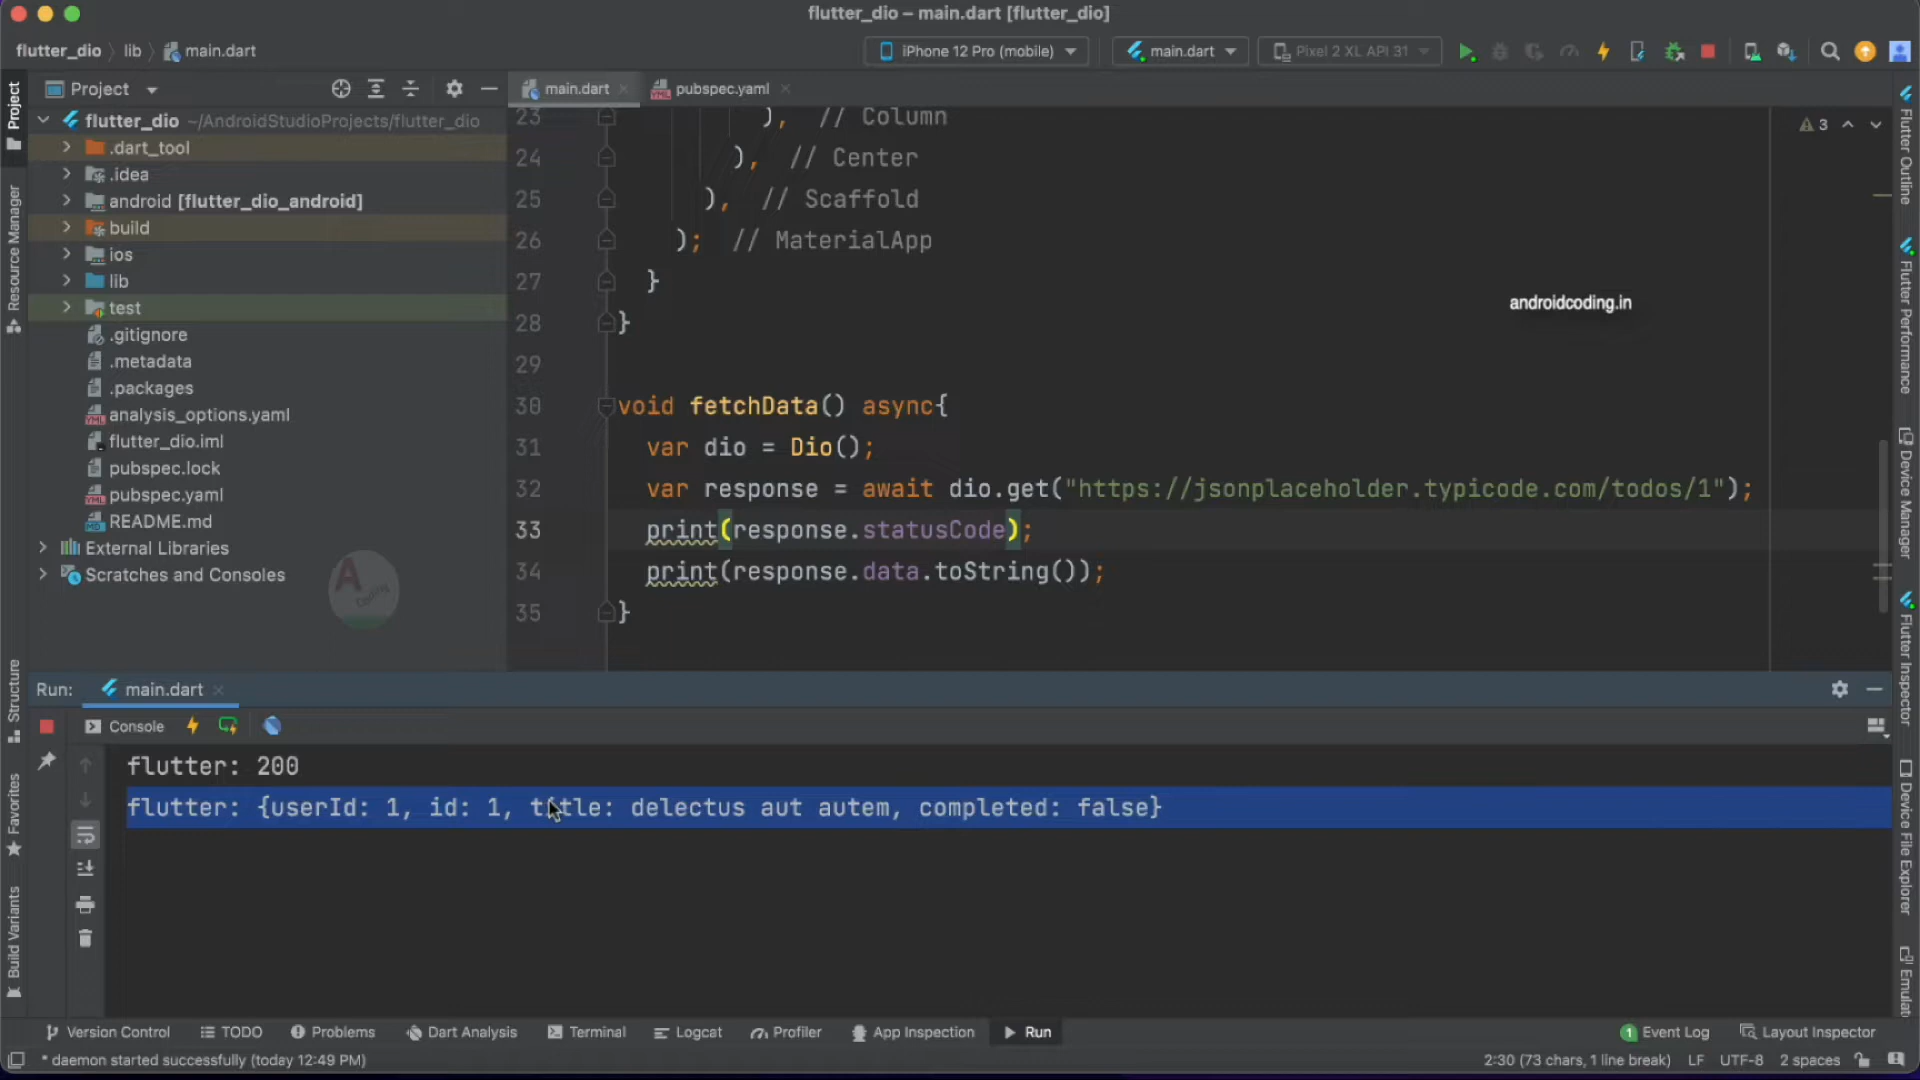 flutter_dio – main.dart [flutter_dio]
flutter_dio lib main.dart
iPhone 12 Pro (mobile) main.dart Pixel 2 XL API 31
Project
main.dart pubspec.yaml
flutter_dio ~/AndroidStudioProjects/flutter_dio
.dart_tool
.idea
android [flutter_dio_android]
build
ios
lib
test
.gitignore
.metadata
.packages
analysis_options.yaml
flutter_dio.iml
pubspec.lock
pubspec.yaml
README.md
External Libraries
Scratches and Consoles
A
Coding
23 ), // Column
24 ), // Center
25 ), // Scaffold
26 ); // MaterialApp
27 }
28 }
29
30 void fetchData() async{
31 var dio = Dio();
32 var response = await dio.get("https://jsonplaceholder.typicode.com/todos/1");
33 print(response.statusCode);
34 print(response.data.toString());
35 }
3
androidcoding.in
Project
Resource Manager
Structure
Favorites
Build Variants
Flutter Outline
Flutter Performance
Device Manager
Flutter Inspector
Device File Explorer
Emulat
Run: main.dart
Console
flutter: 200
flutter: {userId: 1, id: 1, title: delectus aut autem, completed: false}
Version Control TODO Problems Dart Analysis Terminal Logcat Profiler App Inspection Run 1 Event Log Layout Inspector
* daemon started successfully (today 12:49 PM) 2:30 (73 chars, 1 line break) LF UTF-8 2 spaces